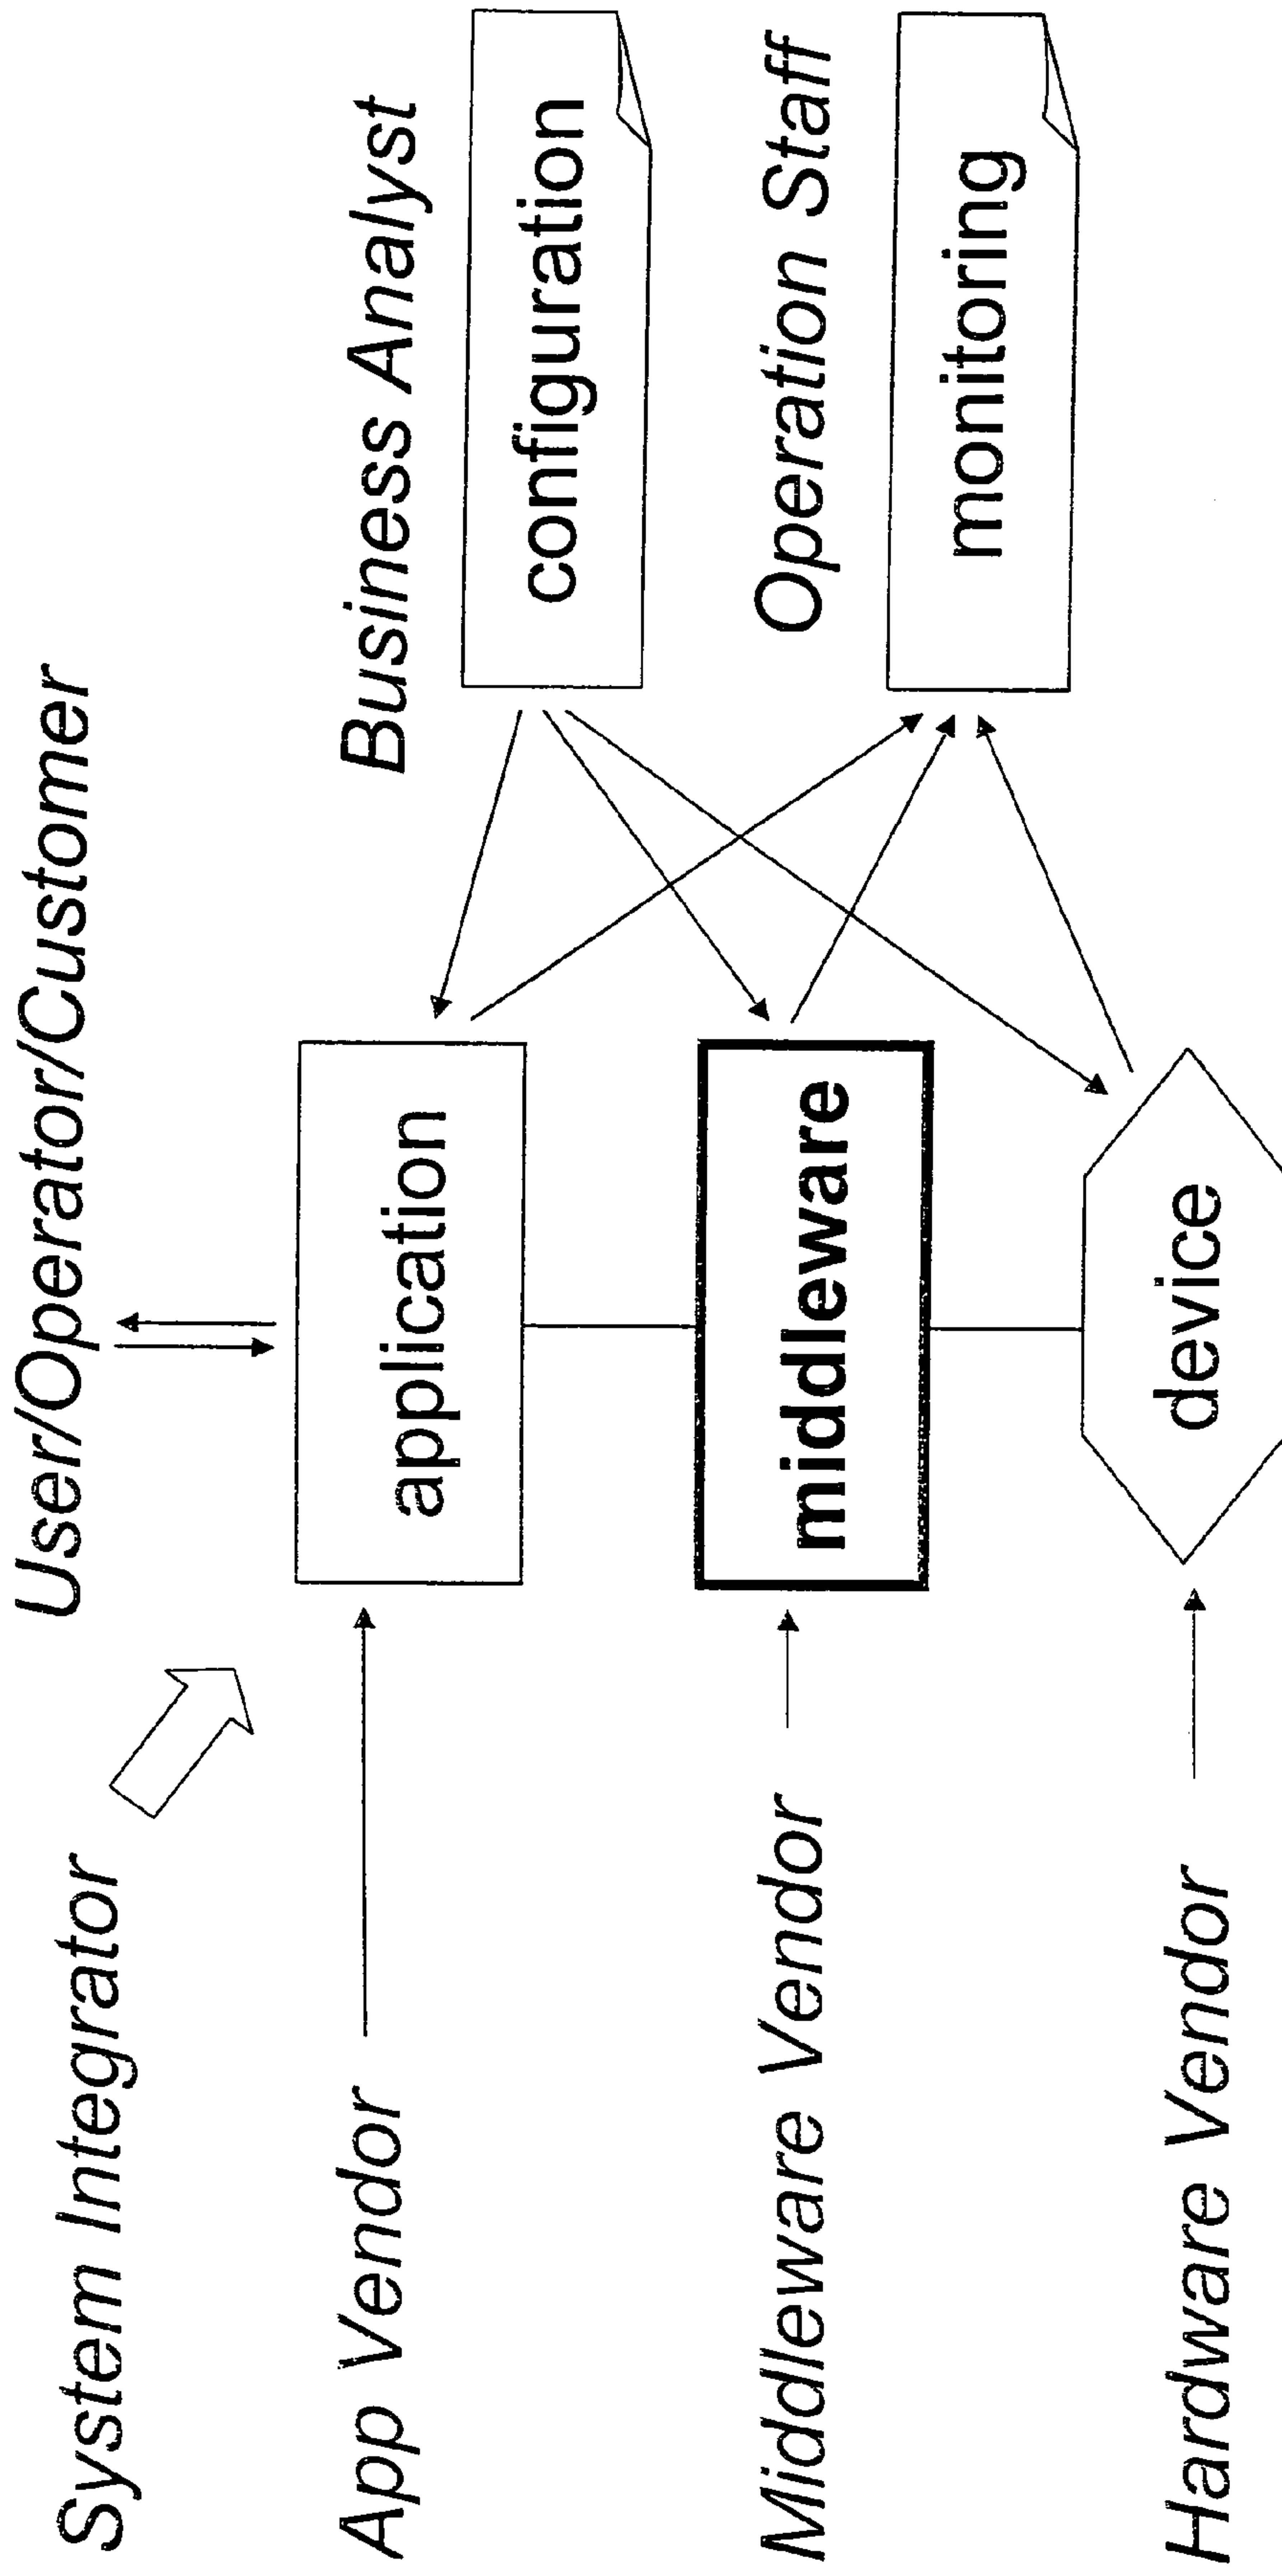 User/Operator/Customer
System Integrator
App Vendor
application
Business Analyst
configuration
Middleware Vendor
middleware
Operation Staff
monitoring
Hardware Vendor
device